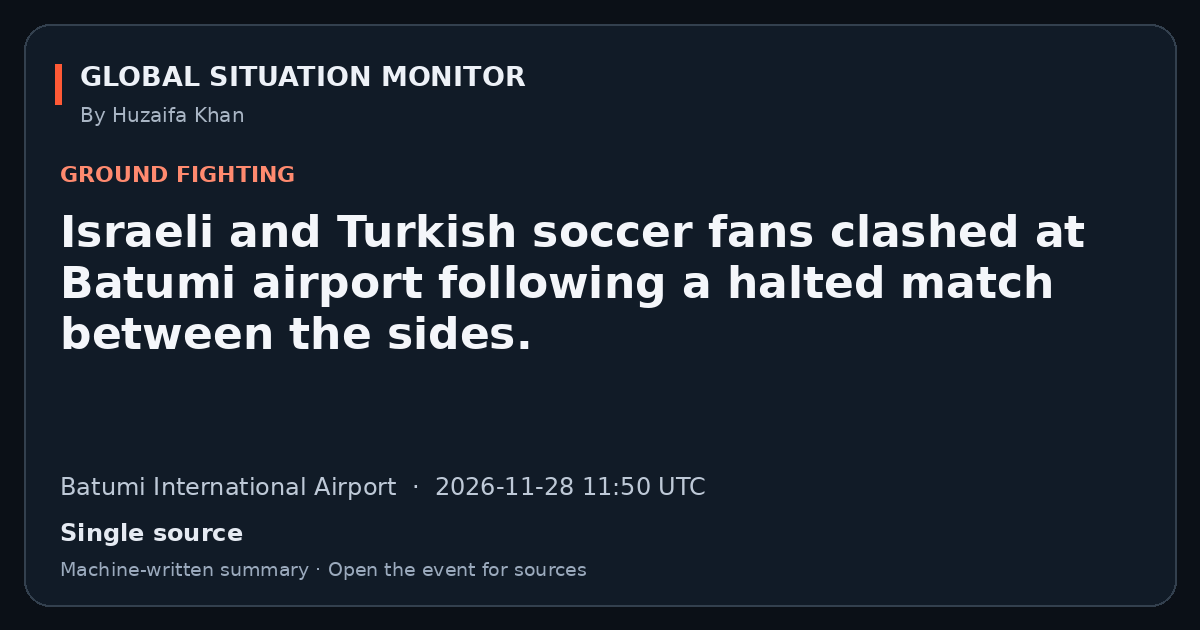 GLOBAL SITUATION MONITOR
By Huzaifa Khan
GROUND FIGHTING
Israeli and Turkish soccer fans clashed at
Batumi airport following a halted match
between the sides.
Batumi International Airport · 2026-11-28 11:50 UTC
Single source
Machine-written summary · Open the event for sources